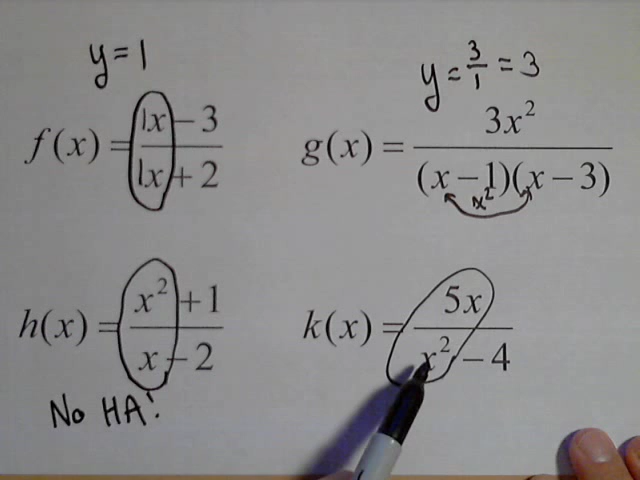 y = 1
y = 3/1 = 3
f(x) = 1x - 3 / 1x + 2
g(x) = 3x² / (x - 1)(x - 3)
x²
h(x) = x² + 1 / x - 2
k(x) = 5x / x² - 4
No HA!